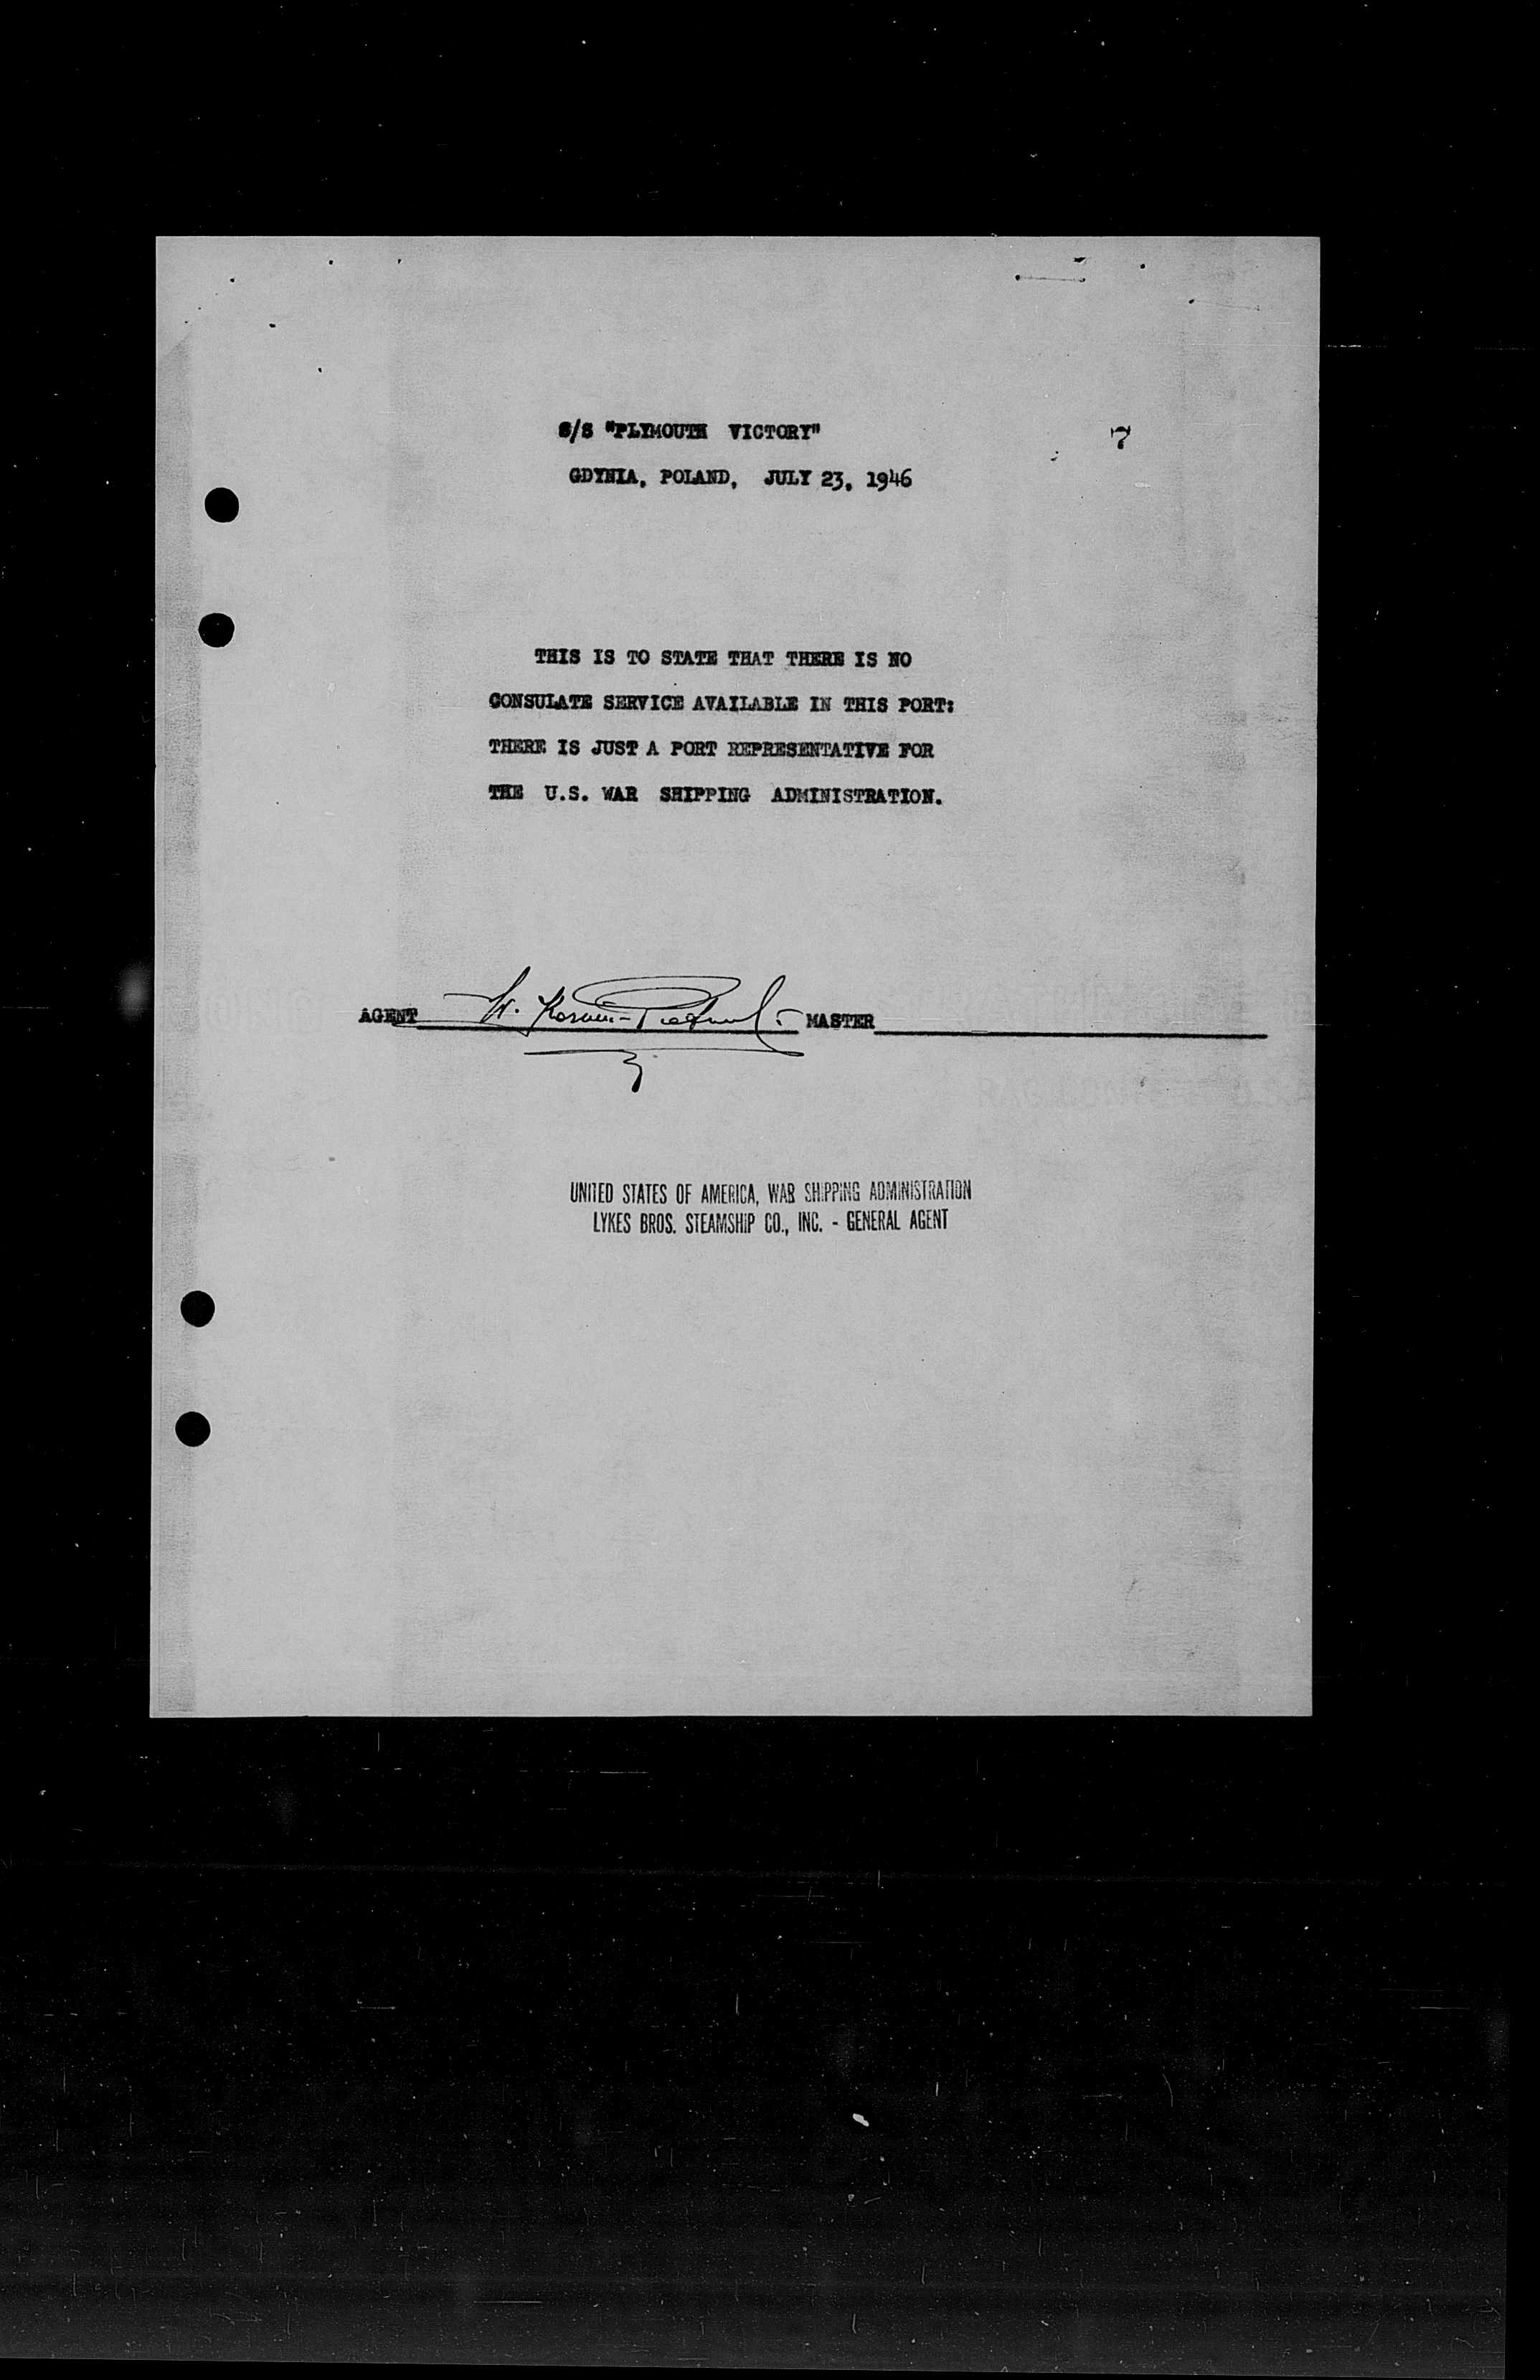 S/S "PLYMOUTH VICTORY"
7
GDYNIA, POLAND, JULY 23, 1946
THIS IS TO STATE THAT THERE IS NO
CONSULATE SERVICE AVAILABLE IN THIS PORT:
THERE IS JUST A PORT REPRESENTATIVE FOR
THE U.S. WAR SHIPPING ADMINISTRATION.
AGENT MASTER
UNITED STATES OF AMERICA, WAR SHIPPING ADMINISTRATION
LYKES BROS. STEAMSHIP CO., INC. - GENERAL AGENT